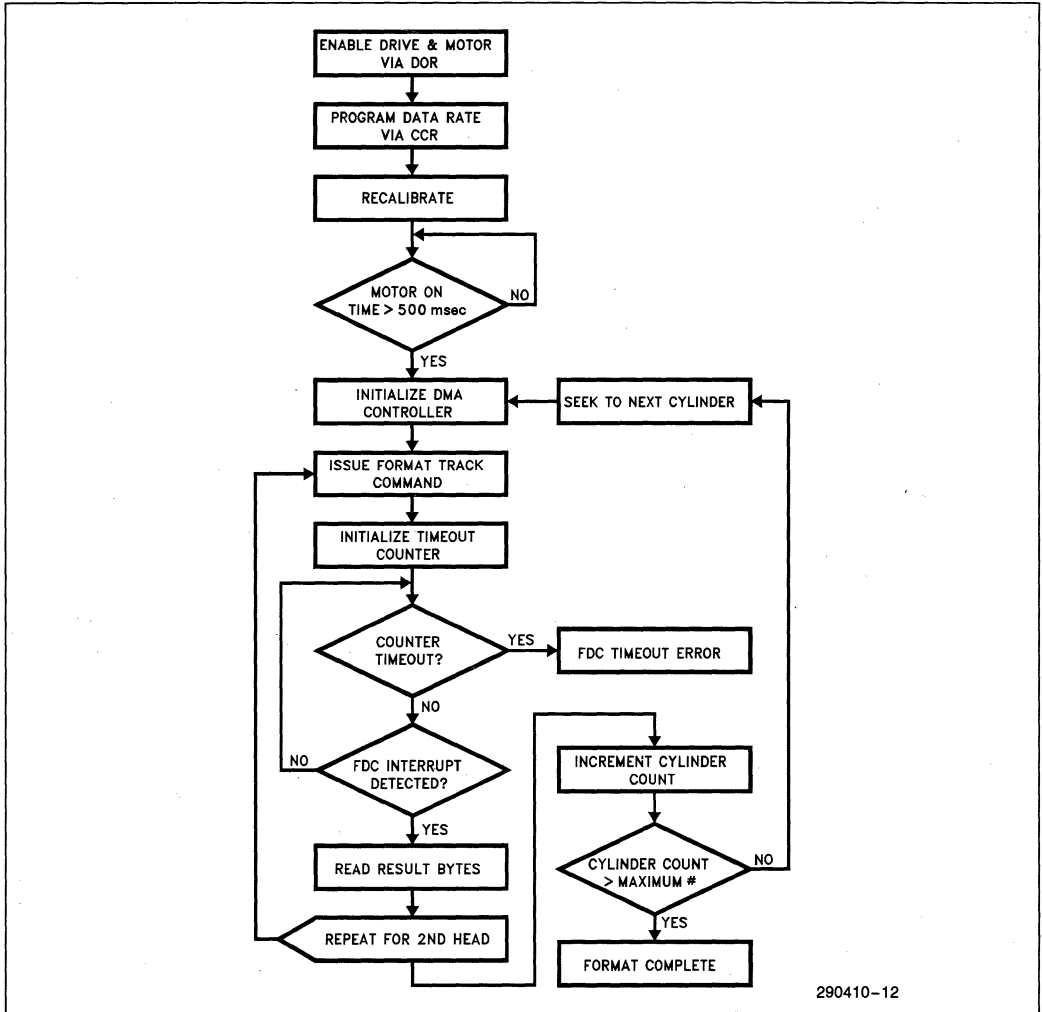 ENABLE DRIVE & MOTOR
VIA DOR
PROGRAM DATA RATE
VIA CCR
RECALIBRATE
MOTOR ON
TIME > 500 msec
NO
YES
INITIALIZE DMA
CONTROLLER
SEEK TO NEXT CYLINDER
ISSUE FORMAT TRACK
COMMAND
INITIALIZE TIMEOUT
COUNTER
COUNTER
TIMEOUT?
YES
FDC TIMEOUT ERROR
NO
FDC INTERRUPT
DETECTED?
NO
YES
READ RESULT BYTES
REPEAT FOR 2ND HEAD
INCREMENT CYLINDER
COUNT
CYLINDER COUNT
> MAXIMUM #
NO
YES
FORMAT COMPLETE
290410-12